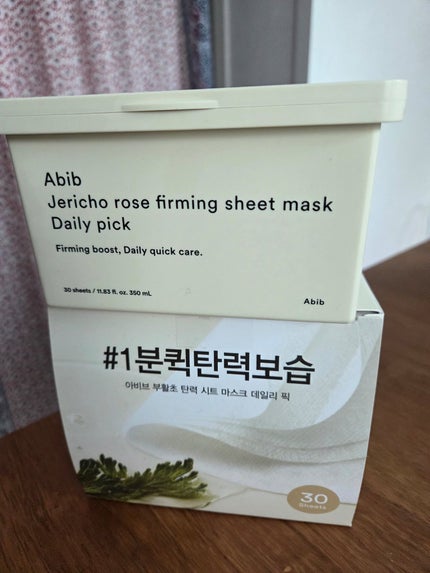 Abib
Jericho rose firming sheet mask
Daily pick
Firming boost, Daily quick care.
30 sheets / 11.83 fl. oz. 350 mL
Abib
#1분퀵탄력보습
아비브 부활초 탄력 시트 마스크 데일리 픽
30
Sheets